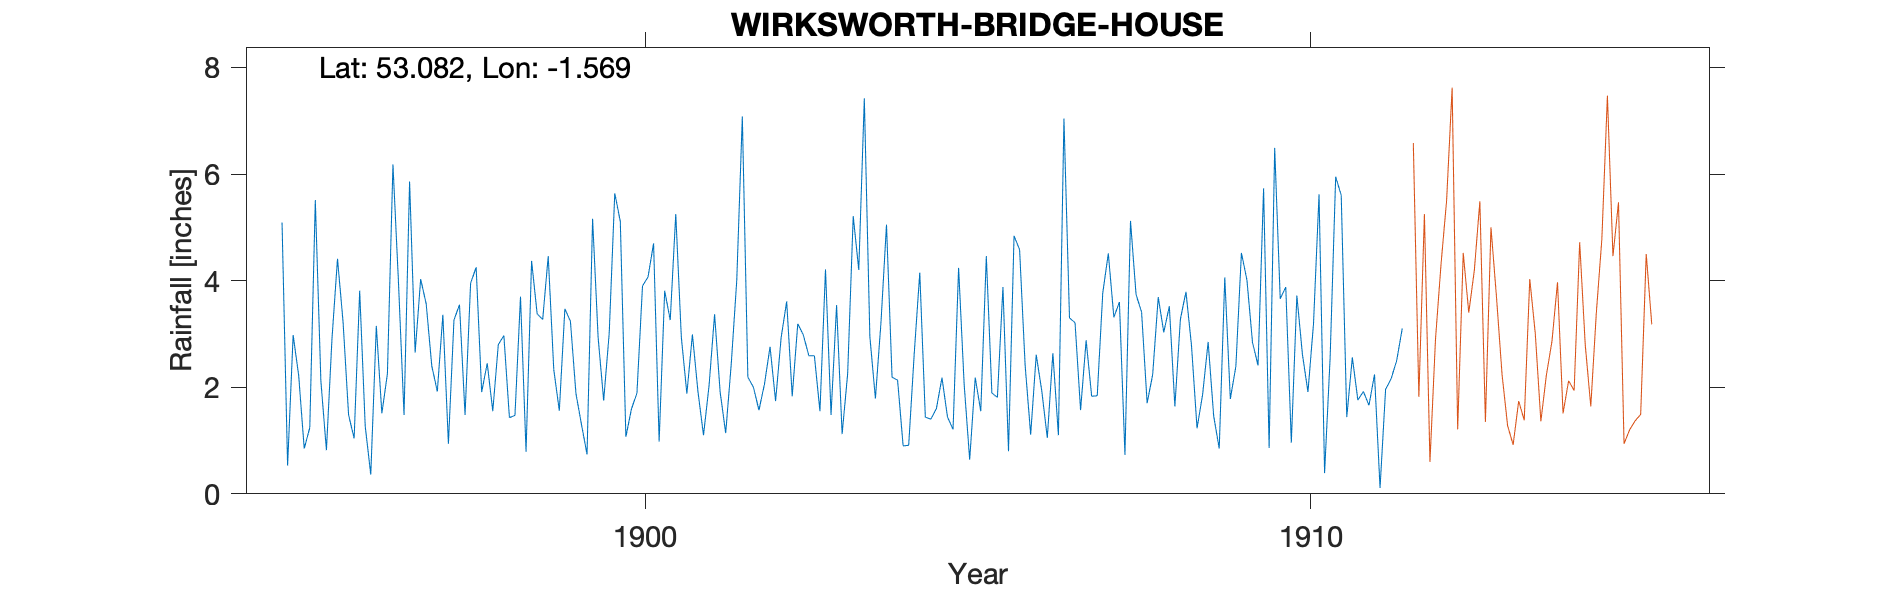 WIRKSWORTH-BRIDGE-HOUSE
Lat: 53.082, Lon: -1.569
8
6
4
2
0
Rainfall [inches]
1900
1910
Year